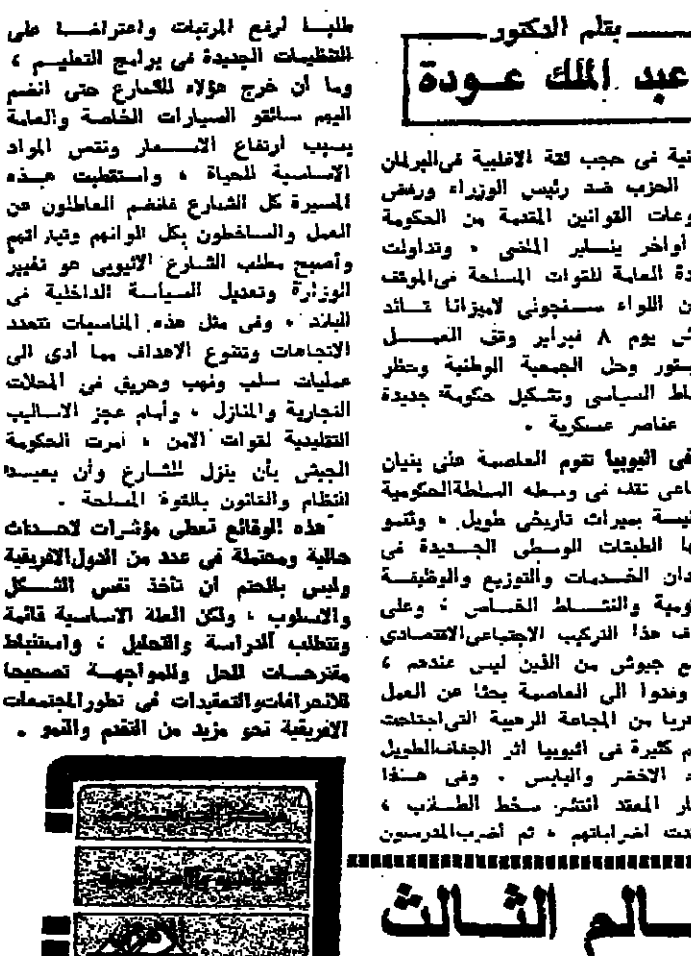 بقلم الدكتور
عبد الملك عودة
نية فى حجب ثقة الاغلبية فى البرلمان
الحزب ضد رئيس الوزراء ورفض
وعات القوانين المقدمة من الحكومة
أواخر يناير الماضى ، وتداولت
دة العامة للقوات المسلحة فى الموقف
ن اللواء سنجونى لاميزانا قائد
ش يوم ٨ فبراير وقف العمل
ستور وحل الجمعية الوطنية وحظر
اط السياسى وتشكيل حكومة جديدة
عناصر عسكرية .
فى اثيوبيا تقوم العاصمة على بنيان
اعى تقف فى وسطه السلطة الحكومية
ئيسة بميراث تاريخى طويل ، وتنمو
ها الطبقات الوسطى الجديدة فى
دان الخدمات والتوزيع والوظيفة
ومية والنشاط الخاص ؛ وعلى
ف هذا التركيب الاجتماعى الاقتصادى
ع جيوش من الذين ليس عندهم ،
وفدوا الى العاصمة بحثا عن العمل
هربا من المجاعة الرهيبة التى اجتاحت
م كثيرة فى اثيوبيا اثر الجفاف الطويل
الاخضر واليابس . وفى هذا
ار المعقد انتشر سخط الطلاب ،
دت اضراباتهم ، ثم أضرب المدرسون
طلبا لرفع المرتبات واعتراضا على
التنظيمات الجديدة فى برامج التعليم ،
وما أن خرج هؤلاء للشارع حتى انضم
اليهم سائقو السيارات الخاصة والعامة
بسبب ارتفاع الاسعار ونقص المواد
الاساسية للحياة ، واستقطبت هذه
المسيرة كل الشارع فانضم العاطلون عن
العمل والساخطون بكل الوانهم وتياراتهم
وأصبح مطلب الشارع الاثيوبى هو تغيير
الوزارة وتعديل السياسة الداخلية فى
البلاد ، وفى مثل هذه المناسبات تتعدد
الاتجاهات وتتنوع الاهداف مما أدى الى
عمليات سلب ونهب وحريق فى المحلات
التجارية والمنازل ، وأمام عجز الاساليب
التقليدية لقوات الامن ، أمرت الحكومة
الجيش بأن ينزل للشارع وأن يعيد
النظام والقانون بالقوة المسلحة .
هذه الوقائع تعطى مؤشرات لاحداث
حالية ومحتملة فى عدد من الدول الافريقية
وليس بالحتم أن تأخذ نفس الشكل
والاسلوب ، ولكن العلة الاساسية قائمة
وتتطلب الدراسة والتحليل ؛ واستنباط
مقترحات للحل وللمواجهة تصحيحا
للانحرافات والتعقيدات فى تطور المجتمعات
الافريقية نحو مزيد من التقدم والنمو .
ـالم الثالث